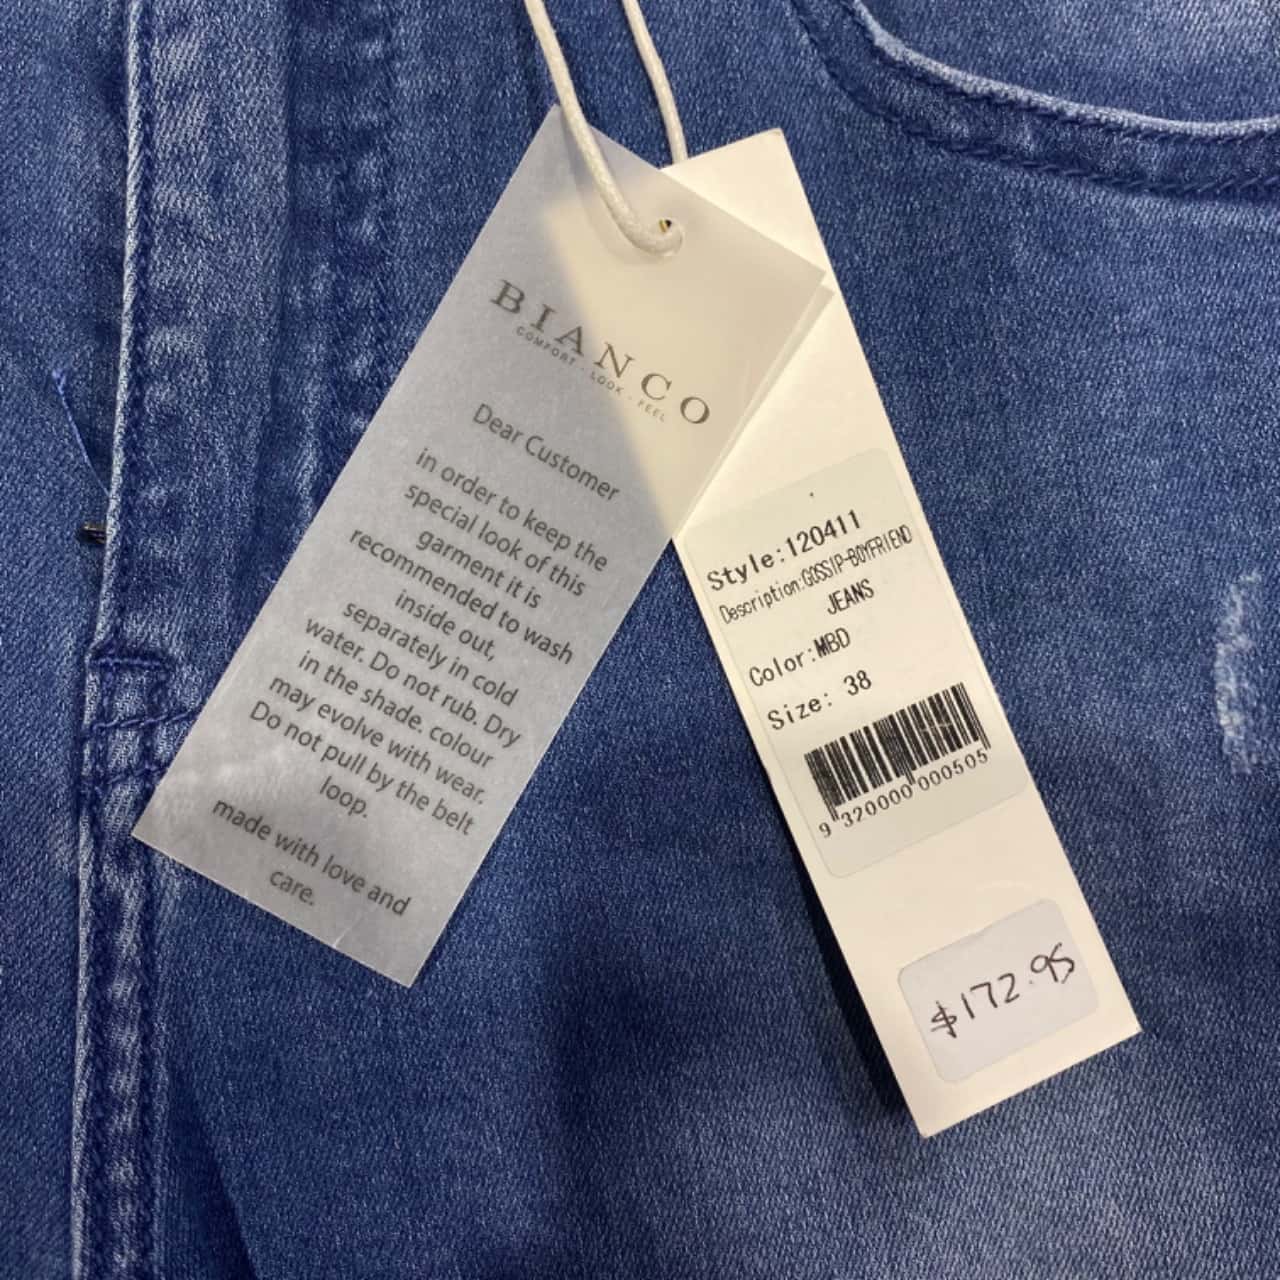 BIANCO
COMFORT . LOOK . FEEL
Dear Customer
in order to keep the
special look of this
garment it is
recommended to wash
inside out,
separately in cold
water. Do not rub. Dry
in the shade. colour
may evolve with wear.
Do not pull by the belt
loop.
made with love and
care.
Style:120411
Description:GOSSIP-BOYFRIEND
JEANS
Color:MBD
Size: 38
9 320000 000505
$172.95